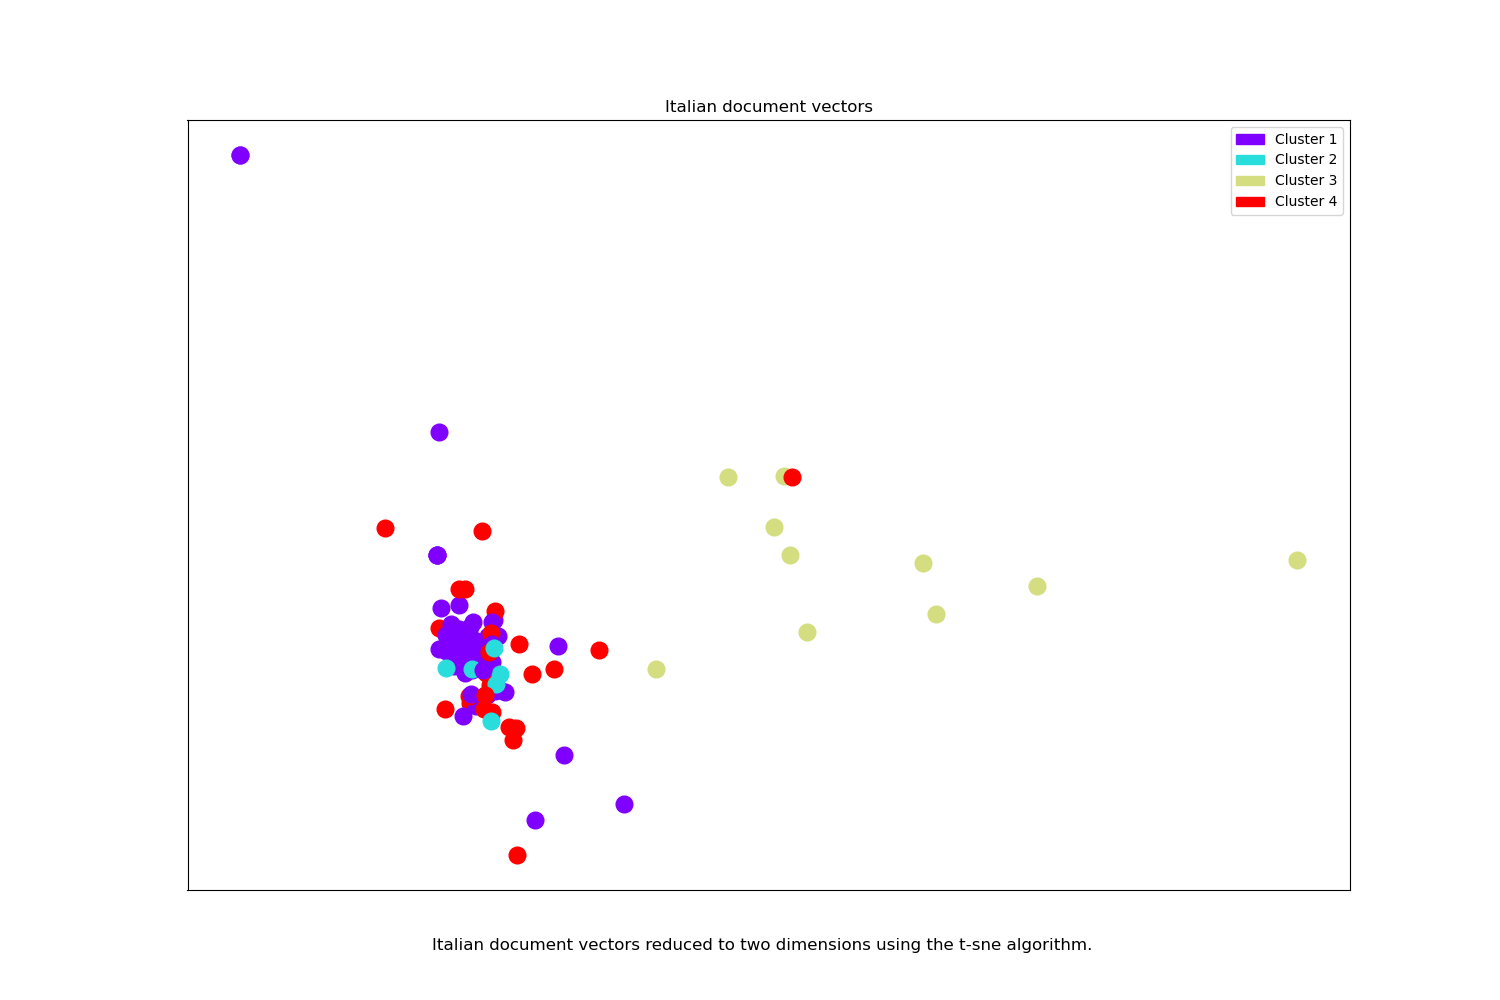 Italian document vectors
Cluster 1
Cluster 2
Cluster 3
Cluster 4
Italian document vectors reduced to two dimensions using the t-sne algorithm.